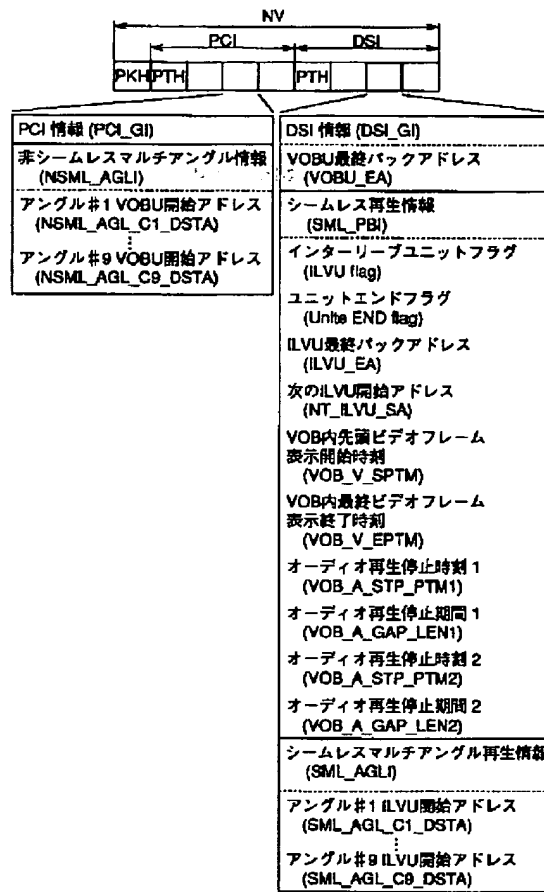 NV
PCI
DSI
PKH PTH PTH
PCI 情報 (PCI_GI)
非シームレスマルチアングル情報
(NSML_AGLI)
アングル#1 VOBU開始アドレス
(NSML_AGL_C1_DSTA)
アングル#9 VOBU開始アドレス
(NSML_AGL_C9_DSTA)
DSI 情報 (DSI_GI)
VOBU最終パックアドレス
(VOBU_EA)
シームレス再生情報
(SML_PBI)
インターリーブユニットフラグ
(ILVU flag)
ユニットエンドフラグ
(Unite END flag)
ILVU最終パックアドレス
(ILVU_EA)
次のILVU開始アドレス
(NT_ILVU_SA)
VOB内先頭ビデオフレーム
表示開始時刻
(VOB_V_SPTM)
VOB内最終ビデオフレーム
表示終了時刻
(VOB_V_EPTM)
オーディオ再生停止時刻 1
(VOB_A_STP_PTM1)
オーディオ再生停止期間 1
(VOB_A_GAP_LEN1)
オーディオ再生停止時刻 2
(VOB_A_STP_PTM2)
オーディオ再生停止期間 2
(VOB_A_GAP_LEN2)
シームレスマルチアングル再生情報
(SML_AGLI)
アングル#1 ILVU開始アドレス
(SML_AGL_C1_DSTA)
アングル#9 ILVU開始アドレス
(SML_AGL_C9_DSTA)